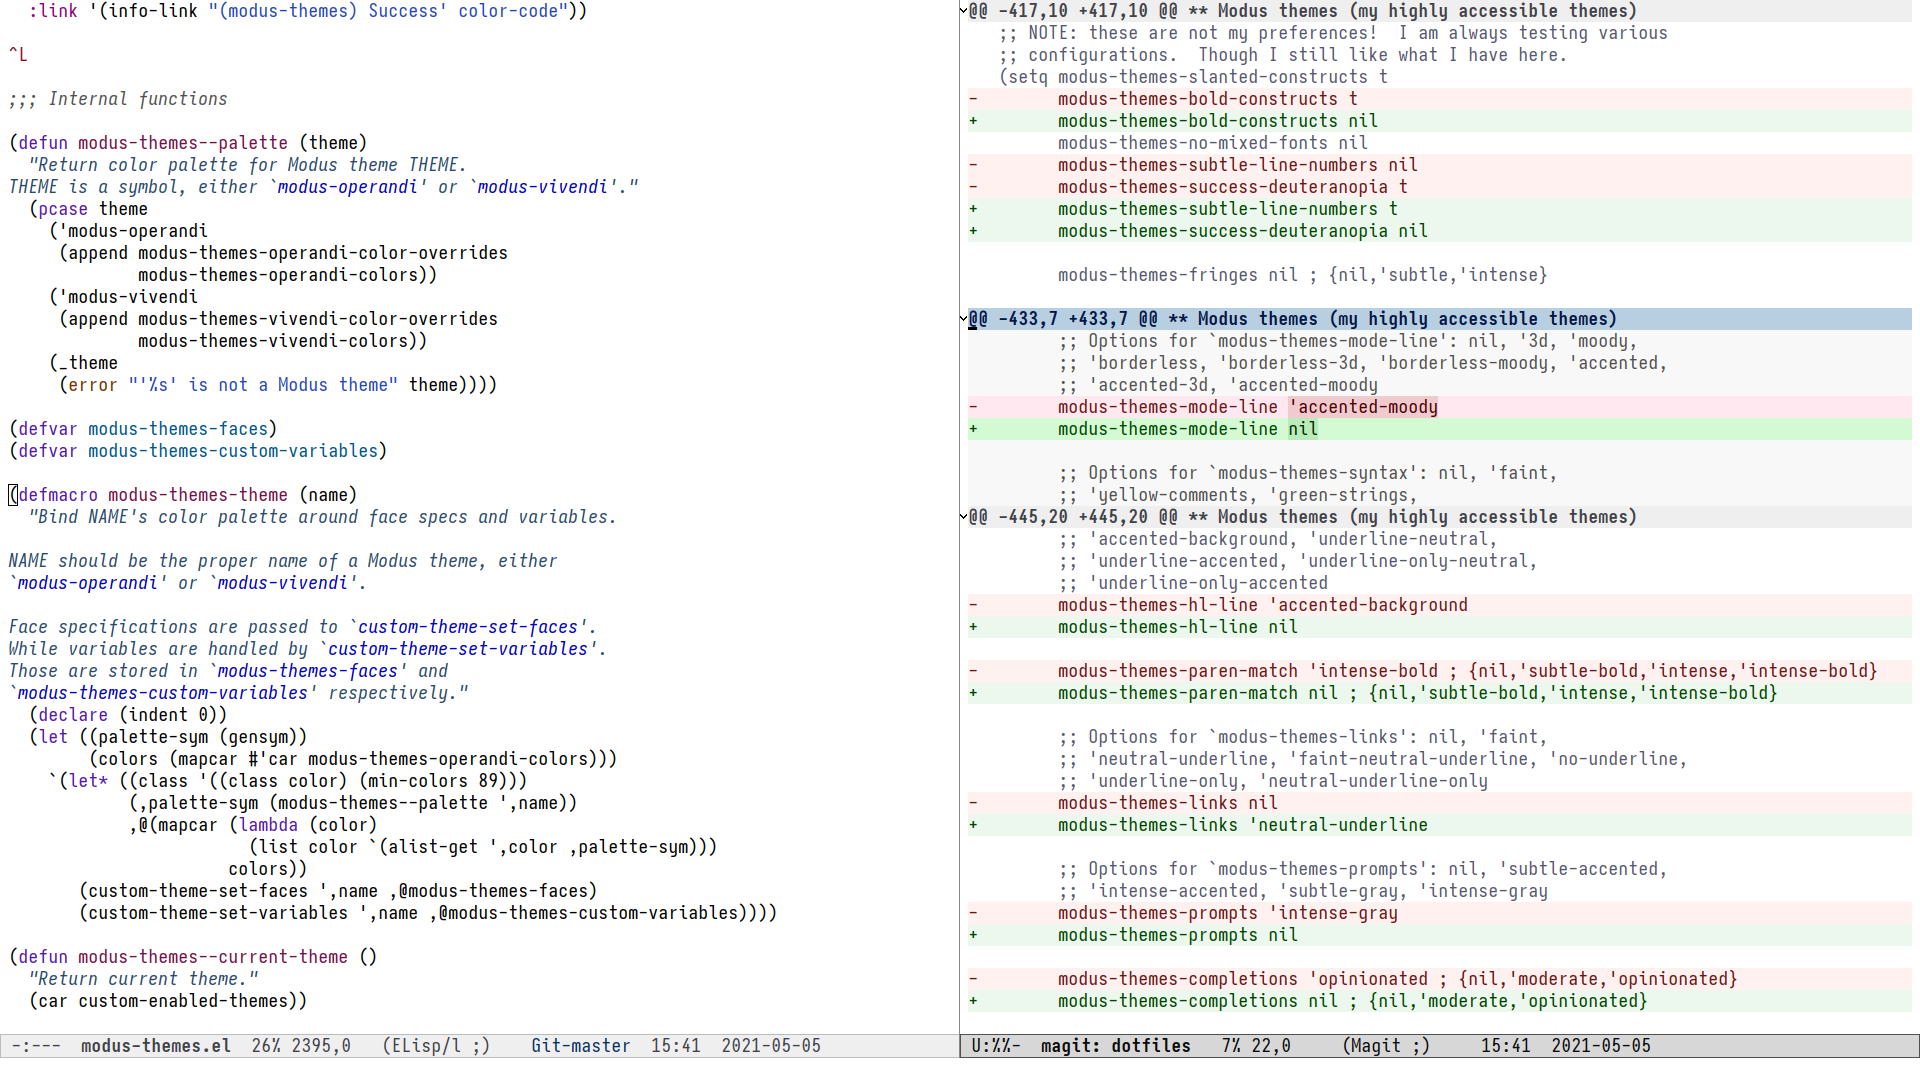 :link '(info-link "(modus-themes) Success' color-code"))

^L

;;; Internal functions

(defun modus-themes--palette (theme)
  "Return color palette for Modus theme THEME.
THEME is a symbol, either `modus-operandi' or `modus-vivendi'."
  (pcase theme
    ('modus-operandi
     (append modus-themes-operandi-color-overrides
             modus-themes-operandi-colors))
    ('modus-vivendi
     (append modus-themes-vivendi-color-overrides
             modus-themes-vivendi-colors))
    (_theme
     (error "'%s' is not a Modus theme" theme))))

(defvar modus-themes-faces)
(defvar modus-themes-custom-variables)

(defmacro modus-themes-theme (name)
  "Bind NAME's color palette around face specs and variables.

NAME should be the proper name of a Modus theme, either
`modus-operandi' or `modus-vivendi'.

Face specifications are passed to `custom-theme-set-faces'.
While variables are handled by `custom-theme-set-variables'.
Those are stored in `modus-themes-faces' and
`modus-themes-custom-variables' respectively."
  (declare (indent 0))
  (let ((palette-sym (gensym))
        (colors (mapcar #'car modus-themes-operandi-colors)))
    `(let* ((class '((class color) (min-colors 89)))
            (,palette-sym (modus-themes--palette ',name))
            ,@(mapcar (lambda (color)
                        (list color `(alist-get ',color ,palette-sym)))
                      colors))
       (custom-theme-set-faces ',name ,@modus-themes-faces)
       (custom-theme-set-variables ',name ,@modus-themes-custom-variables))))

(defun modus-themes--current-theme ()
  "Return current theme."
  (car custom-enabled-themes))

-:---  modus-themes.el  26% 2395,0   (ELisp/l ;)    Git-master  15:41  2021-05-05

@@ -417,10 +417,10 @@ ** Modus themes (my highly accessible themes)
   ;; NOTE: these are not my preferences!  I am always testing various
   ;; configurations.  Though I still like what I have here.
   (setq modus-themes-slanted-constructs t
-        modus-themes-bold-constructs t
+        modus-themes-bold-constructs nil
         modus-themes-no-mixed-fonts nil
-        modus-themes-subtle-line-numbers nil
-        modus-themes-success-deuteranopia t
+        modus-themes-subtle-line-numbers t
+        modus-themes-success-deuteranopia nil

         modus-themes-fringes nil ; {nil,'subtle,'intense}

@@ -433,7 +433,7 @@ ** Modus themes (my highly accessible themes)
         ;; Options for `modus-themes-mode-line': nil, '3d, 'moody,
         ;; 'borderless, 'borderless-3d, 'borderless-moody, 'accented,
         ;; 'accented-3d, 'accented-moody
-        modus-themes-mode-line 'accented-moody
+        modus-themes-mode-line nil

         ;; Options for `modus-themes-syntax': nil, 'faint,
         ;; 'yellow-comments, 'green-strings,
@@ -445,20 +445,20 @@ ** Modus themes (my highly accessible themes)
         ;; 'accented-background, 'underline-neutral,
         ;; 'underline-accented, 'underline-only-neutral,
         ;; 'underline-only-accented
-        modus-themes-hl-line 'accented-background
+        modus-themes-hl-line nil

-        modus-themes-paren-match 'intense-bold ; {nil,'subtle-bold,'intense,'intense-bold}
+        modus-themes-paren-match nil ; {nil,'subtle-bold,'intense,'intense-bold}

         ;; Options for `modus-themes-links': nil, 'faint,
         ;; 'neutral-underline, 'faint-neutral-underline, 'no-underline,
         ;; 'underline-only, 'neutral-underline-only
-        modus-themes-links nil
+        modus-themes-links 'neutral-underline

         ;; Options for `modus-themes-prompts': nil, 'subtle-accented,
         ;; 'intense-accented, 'subtle-gray, 'intense-gray
-        modus-themes-prompts 'intense-gray
+        modus-themes-prompts nil

-        modus-themes-completions 'opinionated ; {nil,'moderate,'opinionated}
+        modus-themes-completions nil ; {nil,'moderate,'opinionated}

U:%%-  magit: dotfiles   7% 22,0     (Magit ;)     15:41  2021-05-05